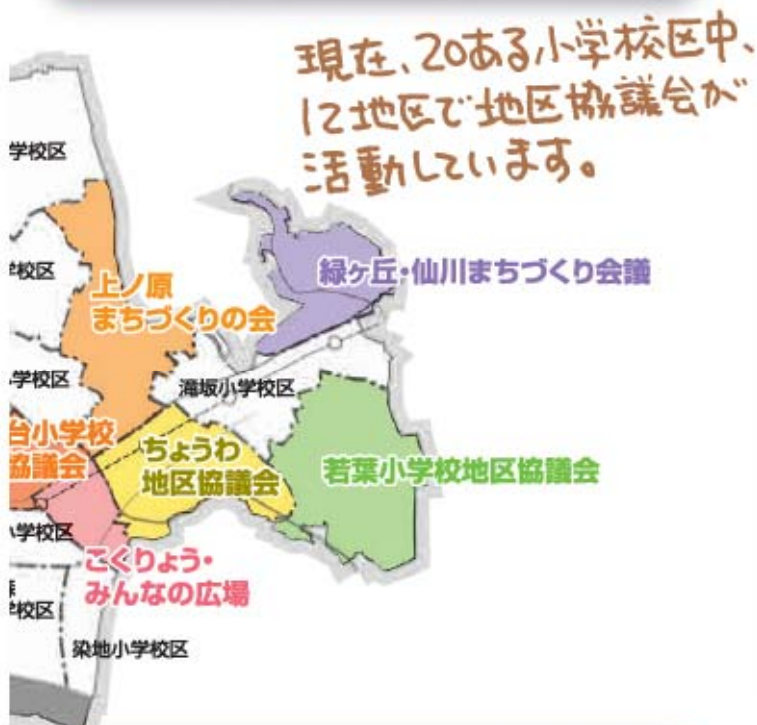 現在、20ある小学校区中、
12地区で地区協議会が
活動しています。
学校区
学校区
緑ヶ丘・仙川まちづくり会議
上ノ原
まちづくりの会
学校区
滝坂小学校区
台小学校
協議会
ちょうわ
地区協議会
若葉小学校地区協議会
小学校区
こくりょう・
みんなの広場
学校区
染地小学校区